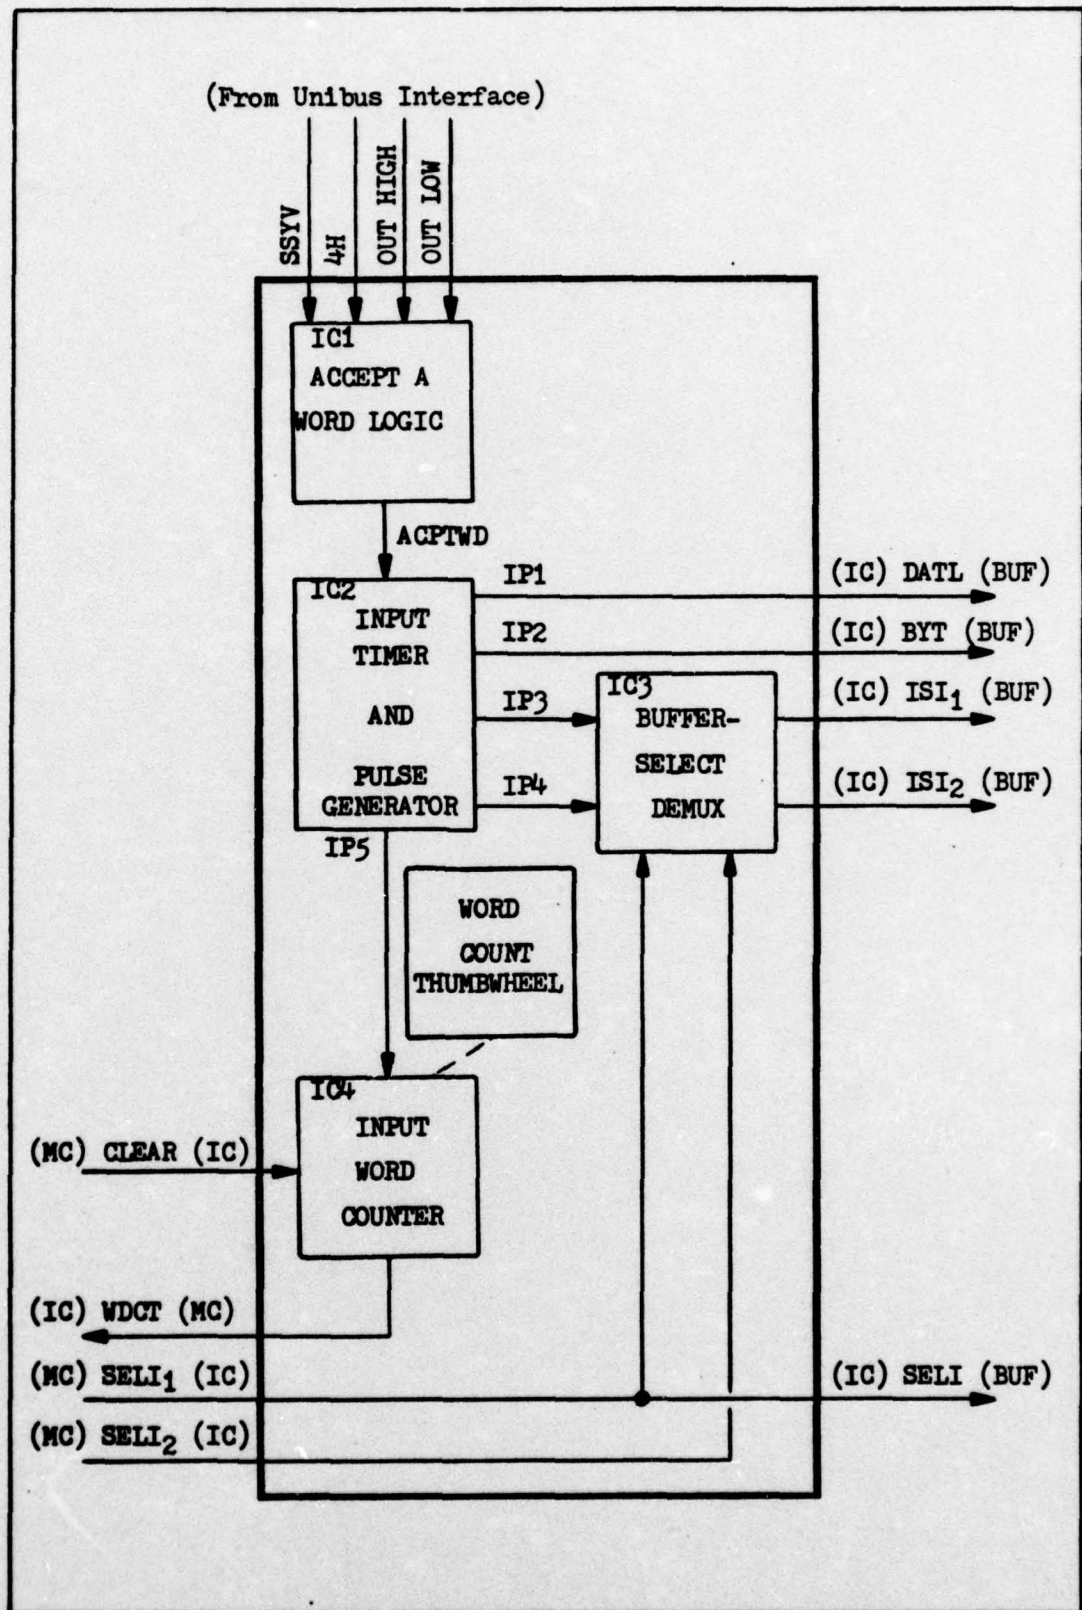 (From Unibus Interface)
SSYV
4H
OUT HIGH
OUT LOW
IC1
ACCEPT A
WORD LOGIC
ACPTWD
IC2
INPUT
TIMER
AND
PULSE
GENERATOR
IP1
(IC) DATL (BUF)
IP2
(IC) BYT (BUF)
IP3
IC3
BUFFER-
SELECT
DEMUX
(IC) ISI₁ (BUF)
IP4
(IC) ISI₂ (BUF)
IP5
WORD
COUNT
THUMBWHEEL
IC4
INPUT
WORD
COUNTER
(MC) CLEAR (IC)
(IC) WDCT (MC)
(MC) SELI₁ (IC)
(IC) SELI (BUF)
(MC) SELI₂ (IC)